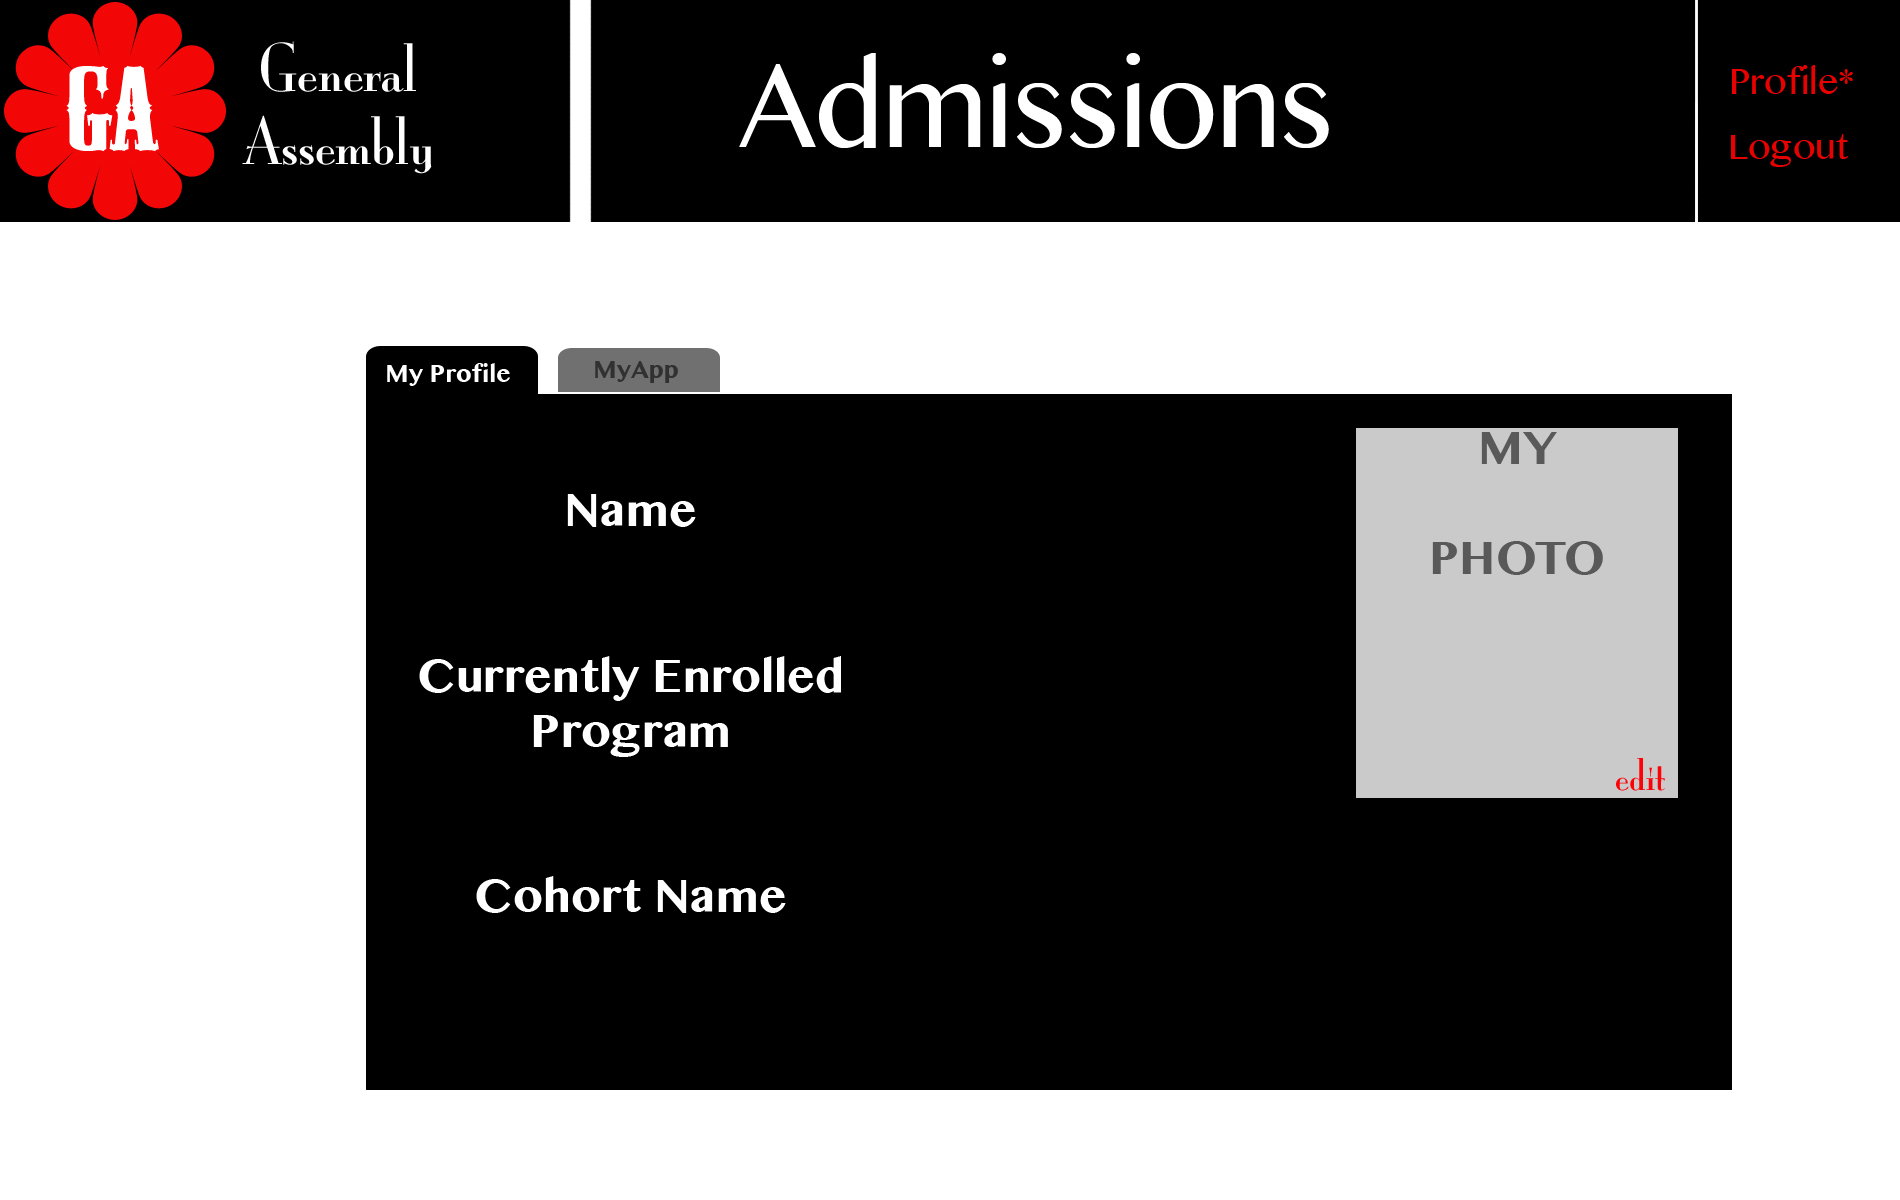 GA
General
Assembly
Admissions
Profile*
Logout
My Profile
MyApp
Name
Currently Enrolled
Program
Cohort Name
MY
PHOTO
edit